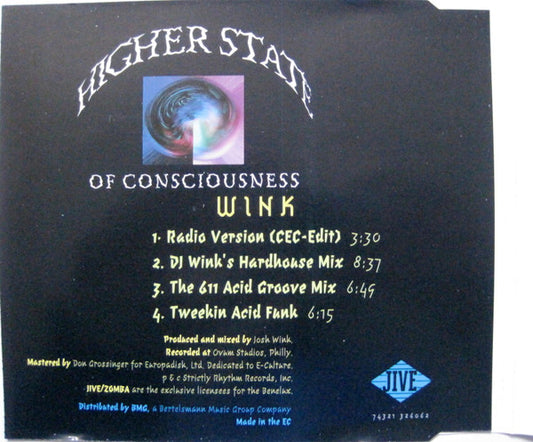 HIGHER STATE
OF CONSCIOUSNESS
WINK
1. Radio Version (CEC-Edit) 3:30
2. DJ Wink's Hardhouse Mix 8:37
3. The 611 Acid Groove Mix 6:49
4. Tweekin Acid Funk 6:15
Produced and mixed by Josh Wink.
Recorded at Ovum Studios, Philly.
Mastered by Don Grossinger for Europadish, Ltd. Dedicated to E-Culture.
p & c Strictly Rhythm Records, Inc.
JIVE/ZOMBA are the exclusive licensees for the Benelux.
Distributed by BMG, a Bertelsmann Music Group Company
Made in the EC
JIVE
74321 326062